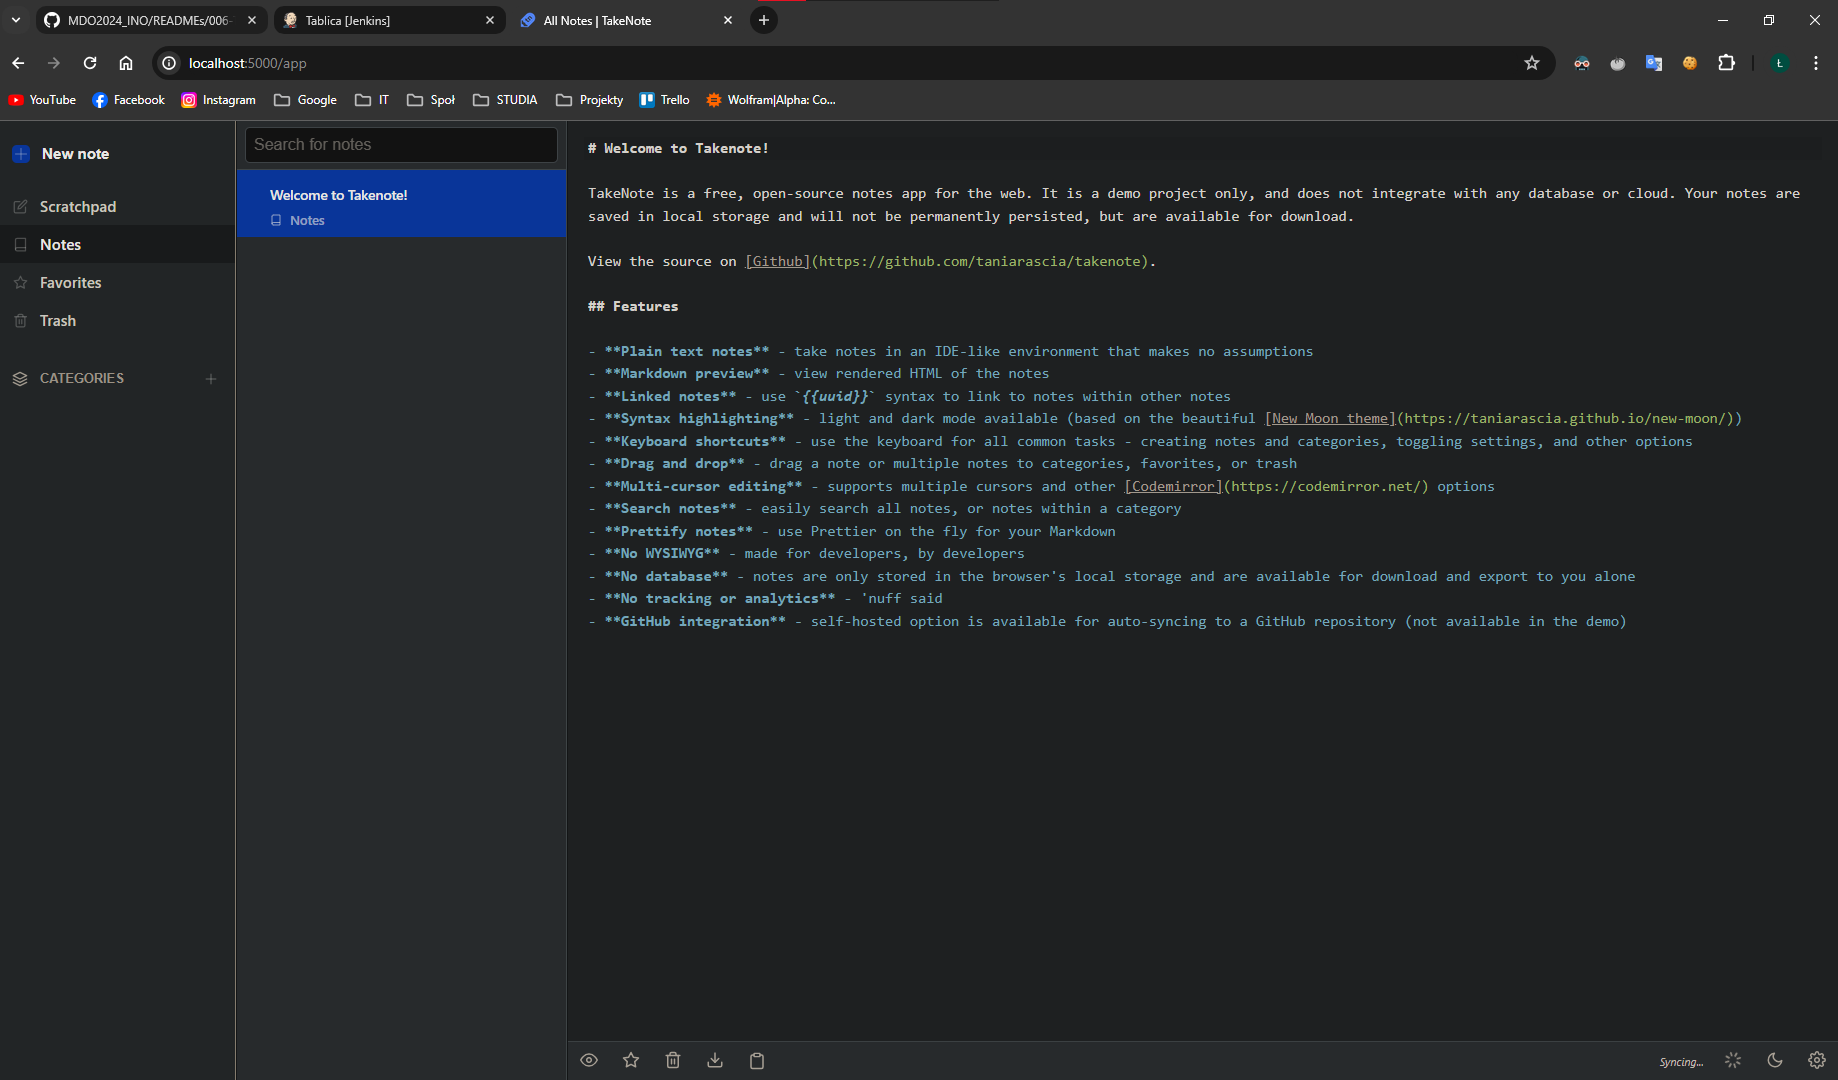 MDO2024_INO/READMEs/006-
Tablica [Jenkins]
All Notes | TakeNote
localhost:5000/app
Ł
YouTube
Facebook
Instagram
Google
IT
Społ
STUDIA
Projekty
Trello
Wolfram|Alpha: Co...
New note
Scratchpad
Notes
Favorites
Trash
CATEGORIES
Search for notes
Welcome to Takenote!
Notes
# Welcome to Takenote!
TakeNote is a free, open-source notes app for the web. It is a demo project only, and does not integrate with any database or cloud. Your notes are
saved in local storage and will not be permanently persisted, but are available for download.
View the source on [Github](https://github.com/taniarascia/takenote).
## Features
- **Plain text notes** - take notes in an IDE-like environment that makes no assumptions
- **Markdown preview** - view rendered HTML of the notes
- **Linked notes** - use `{{uuid}}` syntax to link to notes within other notes
- **Syntax highlighting** - light and dark mode available (based on the beautiful [New Moon theme](https://taniarascia.github.io/new-moon/))
- **Keyboard shortcuts** - use the keyboard for all common tasks - creating notes and categories, toggling settings, and other options
- **Drag and drop** - drag a note or multiple notes to categories, favorites, or trash
- **Multi-cursor editing** - supports multiple cursors and other [Codemirror](https://codemirror.net/) options
- **Search notes** - easily search all notes, or notes within a category
- **Prettify notes** - use Prettier on the fly for your Markdown
- **No WYSIWYG** - made for developers, by developers
- **No database** - notes are only stored in the browser's local storage and are available for download and export to you alone
- **No tracking or analytics** - 'nuff said
- **GitHub integration** - self-hosted option is available for auto-syncing to a GitHub repository (not available in the demo)
Syncing...